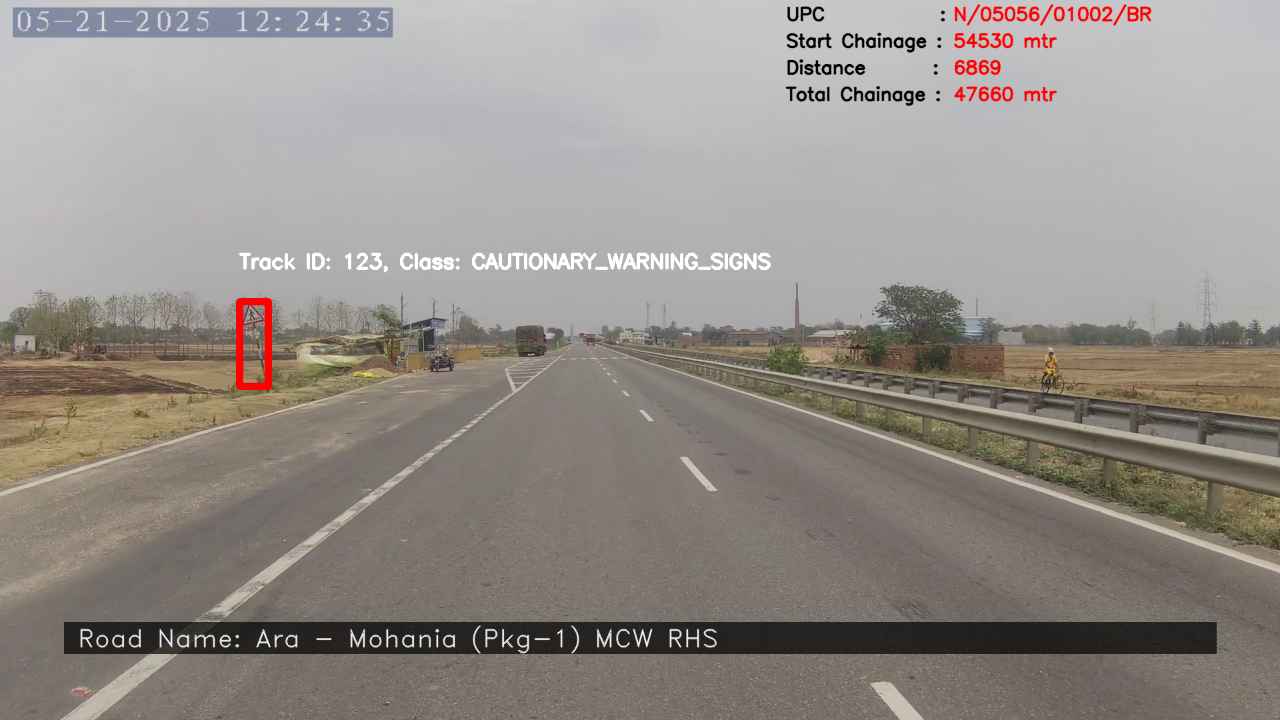 05-21-2025 12:24:35
UPC : N/05056/01002/BR
Start Chainage : 54530 mtr
Distance : 6869
Total Chainage : 47660 mtr
Track ID: 123, Class: CAUTIONARY_WARNING_SIGNS
Road Name: Ara - Mohania (Pkg-1) MCW RHS